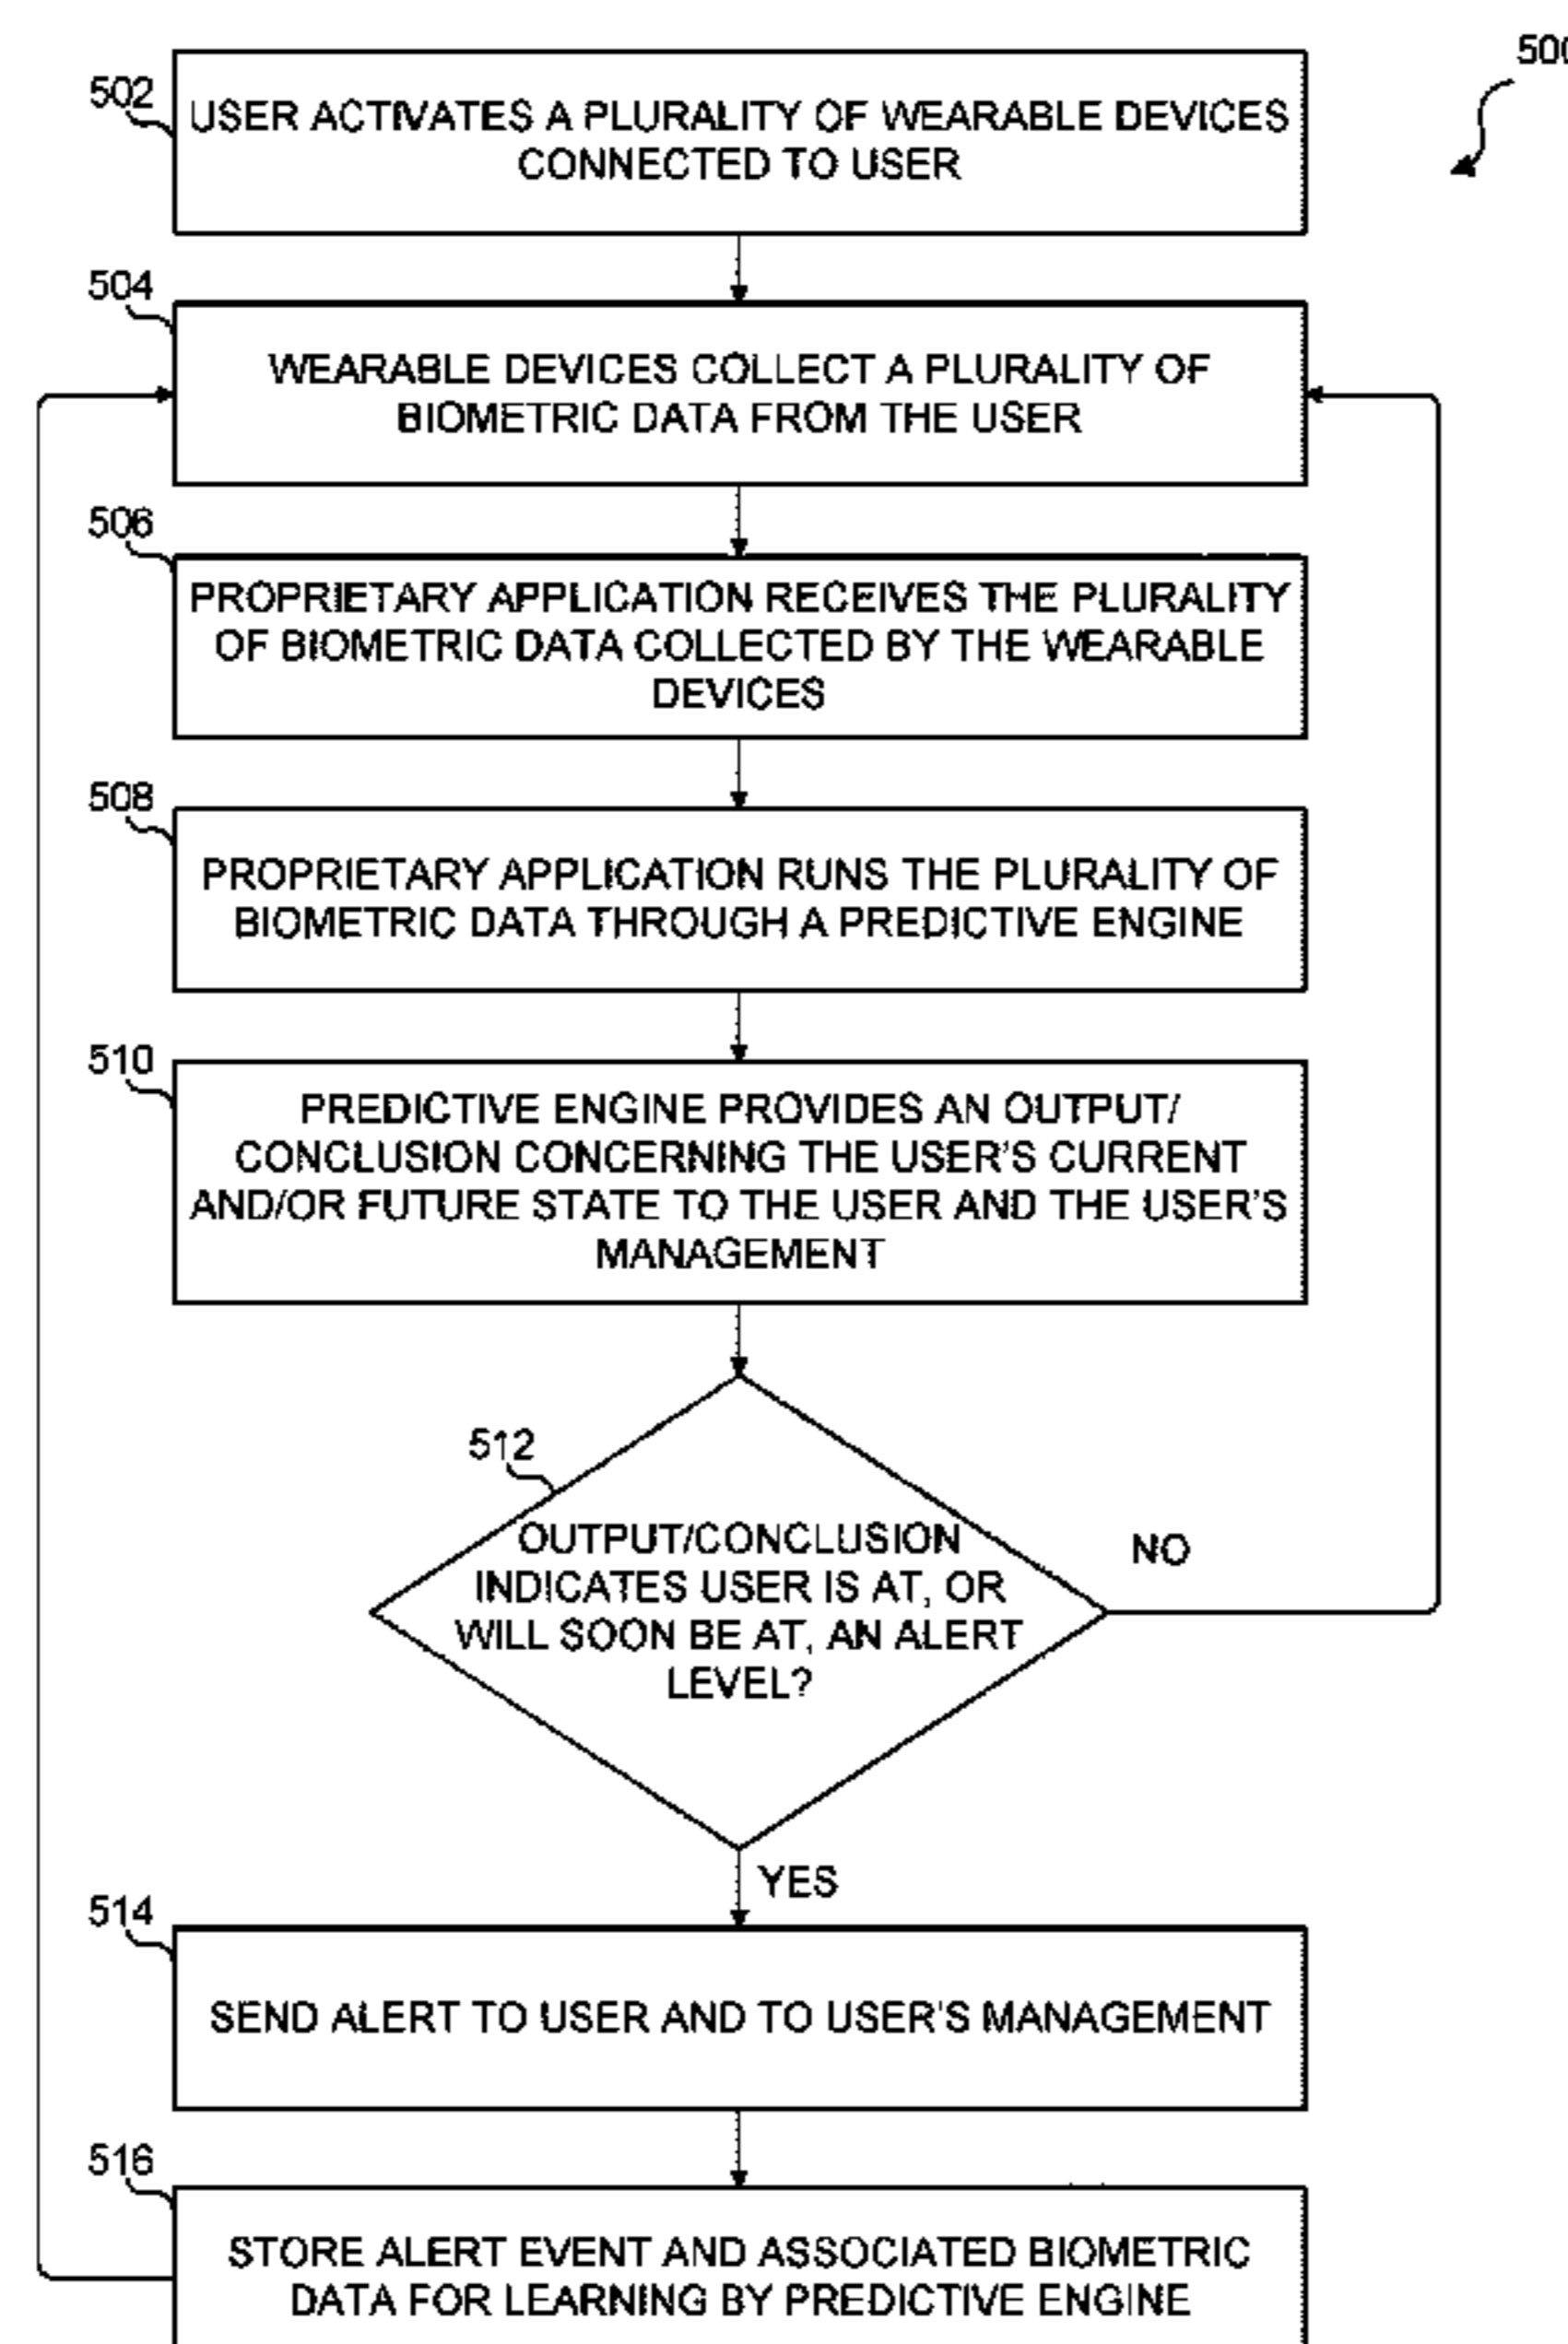 500
502
USER ACTIVATES A PLURALITY OF WEARABLE DEVICES
CONNECTED TO USER
504
WEARABLE DEVICES COLLECT A PLURALITY OF
BIOMETRIC DATA FROM THE USER
506
PROPRIETARY APPLICATION RECEIVES THE PLURALITY
OF BIOMETRIC DATA COLLECTED BY THE WEARABLE
DEVICES
508
PROPRIETARY APPLICATION RUNS THE PLURALITY OF
BIOMETRIC DATA THROUGH A PREDICTIVE ENGINE
510
PREDICTIVE ENGINE PROVIDES AN OUTPUT/
CONCLUSION CONCERNING THE USER'S CURRENT
AND/OR FUTURE STATE TO THE USER AND THE USER'S
MANAGEMENT
512
OUTPUT/CONCLUSION
INDICATES USER IS AT, OR
WILL SOON BE AT, AN ALERT
LEVEL?
NO
YES
514
SEND ALERT TO USER AND TO USER'S MANAGEMENT
516
STORE ALERT EVENT AND ASSOCIATED BIOMETRIC
DATA FOR LEARNING BY PREDICTIVE ENGINE